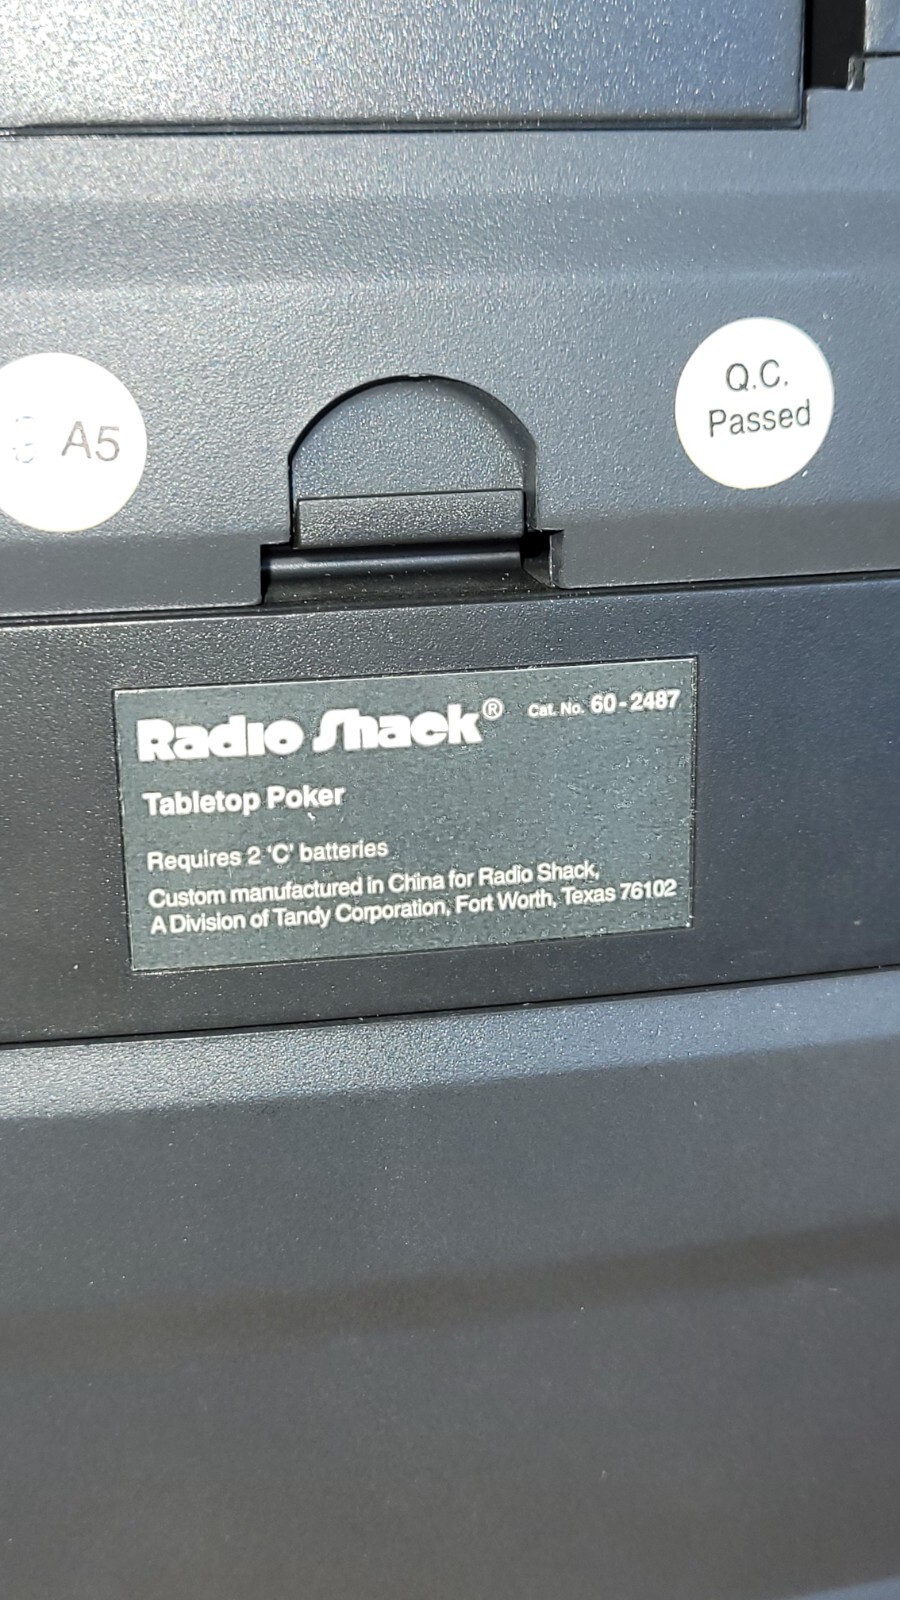 Q.C.
Passed
A5
Radio Shack®
Cat. No. 60-2487
Tabletop Poker
Requires 2 'C' batteries
Custom manufactured in China for Radio Shack,
A Division of Tandy Corporation, Fort Worth, Texas 76102